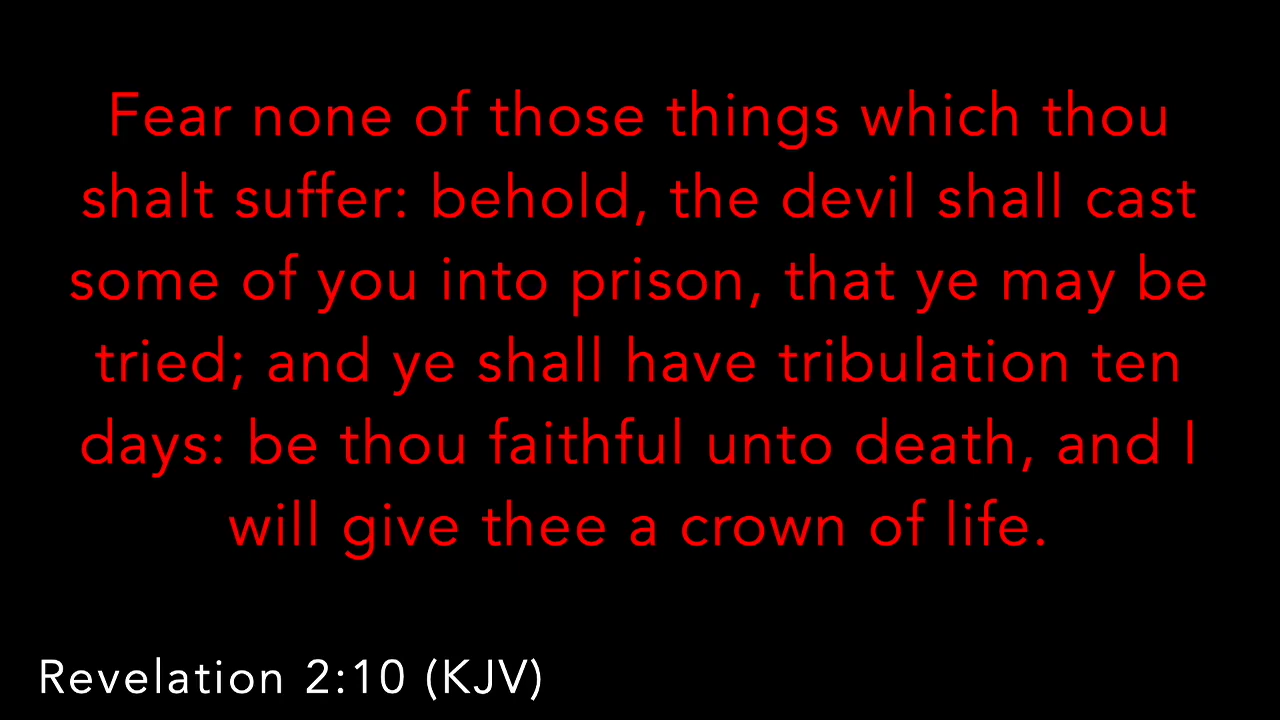 Fear none of those things which thou
shalt suffer: behold, the devil shall cast
some of you into prison, that ye may be
tried; and ye shall have tribulation ten
days: be thou faithful unto death, and I
will give thee a crown of life.
Revelation 2:10 (KJV)